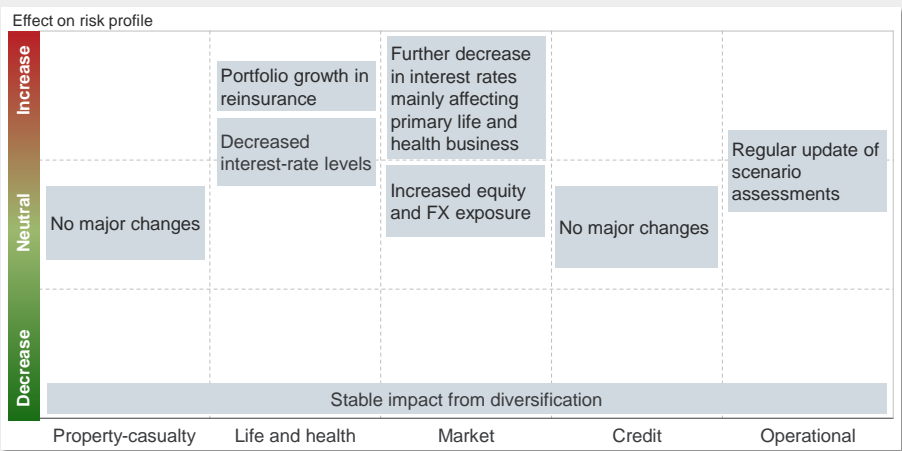 Effect on risk profile
Increase
Neutral
Decrease
Portfolio growth in
reinsurance
Decreased
interest-rate levels
Further decrease
in interest rates
mainly affecting
primary life and
health business
Increased equity
and FX exposure
Regular update of
scenario
assessments
No major changes
No major changes
Stable impact from diversification
Property-casualty
Life and health
Market
Credit
Operational